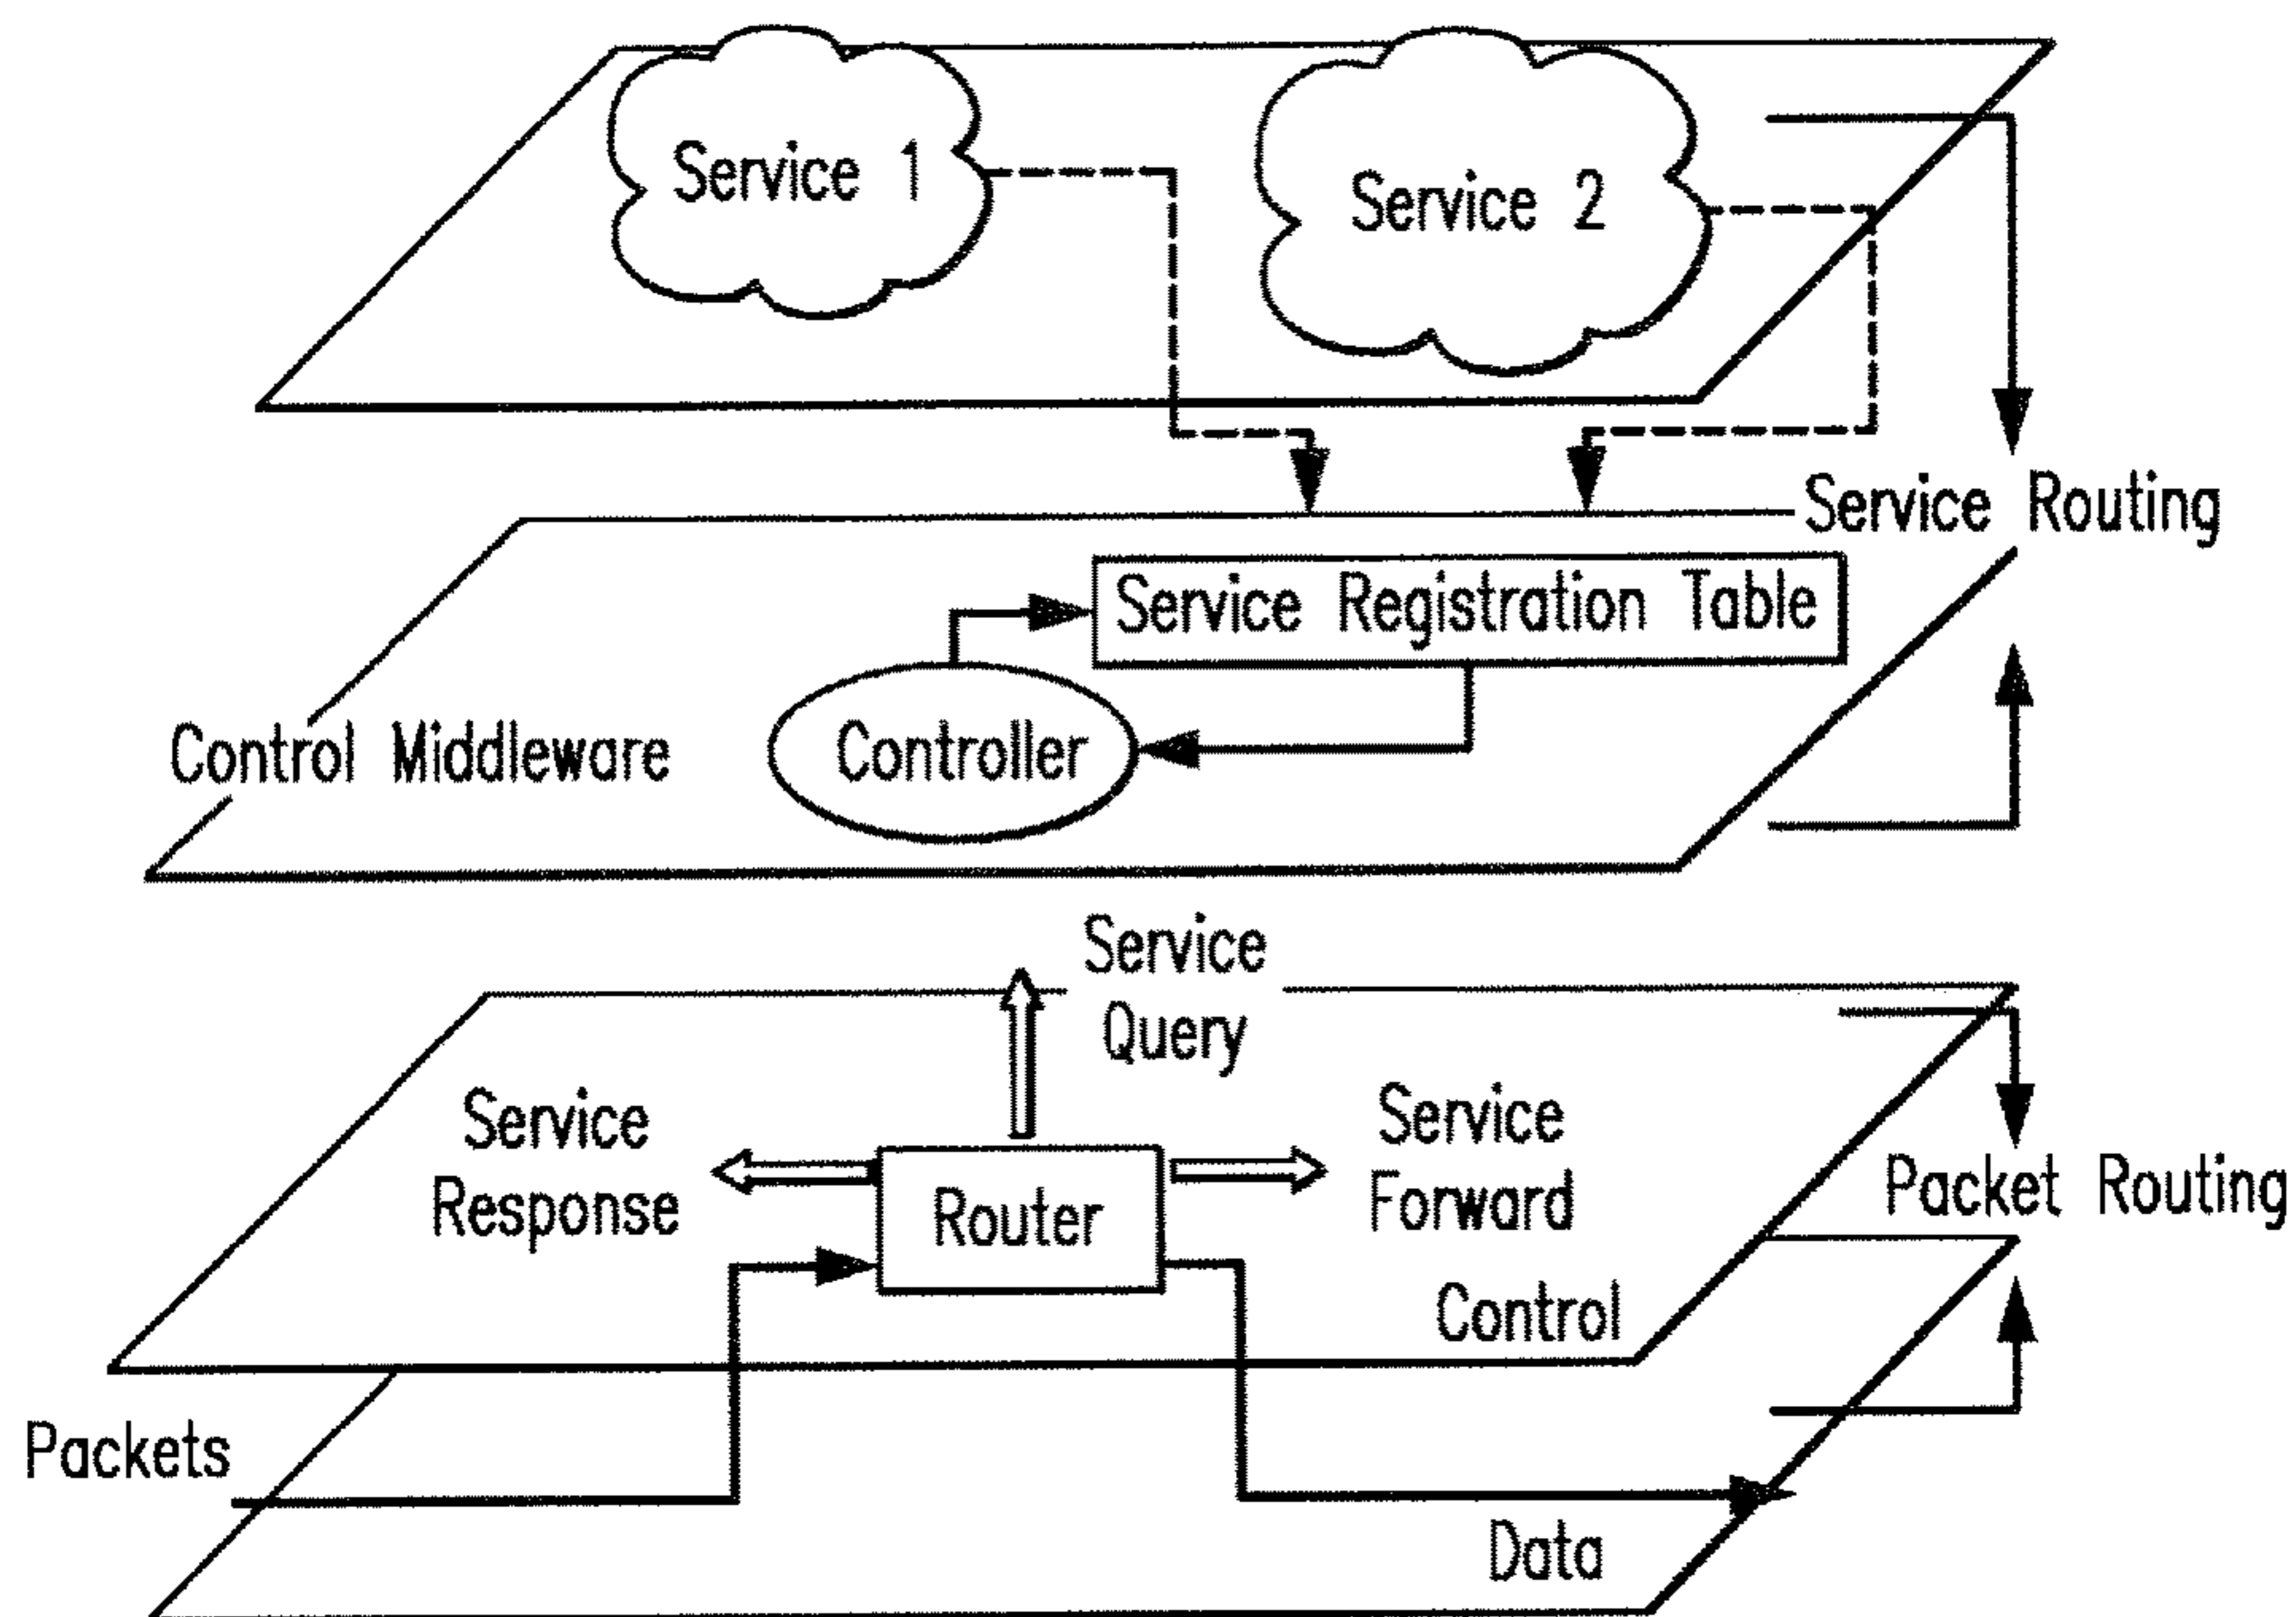 Service 1
Service 2
Service Routing
Service Registration Table
Control Middleware
Controller
Service
Query
Service
Response
Service
Forward
Router
Packet Routing
Control
Packets
Data